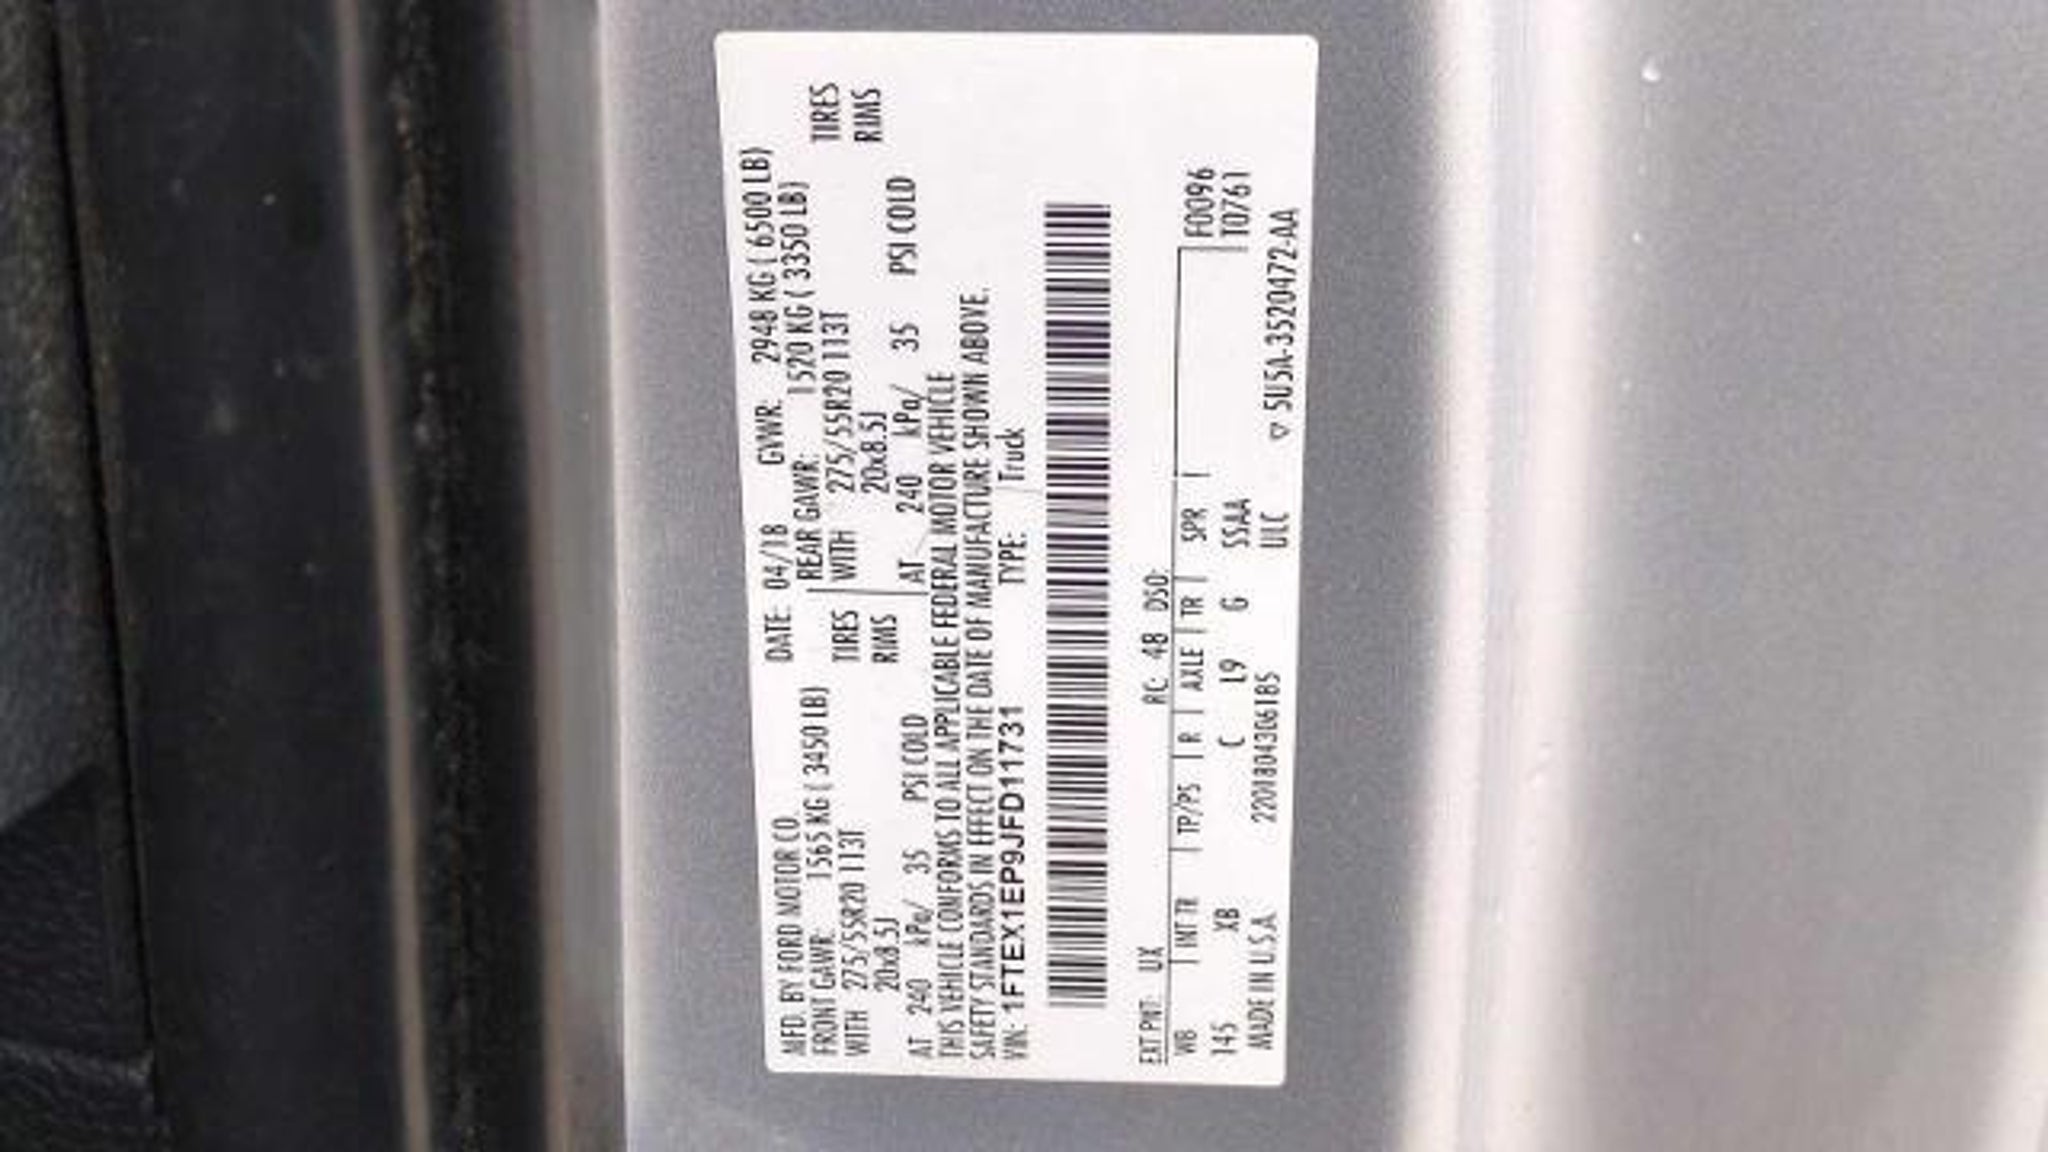 MFD. BY FORD MOTOR CO. DATE: 04/18 GVWR: 2948 KG ( 6500 LB)
FRONT GAWR: 1565 KG ( 3450 LB) REAR GAWR: 1520 KG ( 3350 LB)
WITH 275/55R20 113T TIRES WITH 275/55R20 113T TIRES
20x8.5J RIMS 20x8.5J RIMS
AT 240 kPa/ 35 PSI COLD AT 240 kPa/ 35 PSI COLD
THIS VEHICLE CONFORMS TO ALL APPLICABLE FEDERAL MOTOR VEHICLE
SAFETY STANDARDS IN EFFECT ON THE DATE OF MANUFACTURE SHOWN ABOVE.
VIN: 1FTEX1EP9JFD11731 TYPE: Truck
EXT PNT: UX RC: 48 DSO:
WB | INT TR | TP/PS | R | AXLE | TR | SPR | F0096
145 XB C L9 G SSAA T0761
MADE IN U.S.A. 2201804306185 ULC ▽ 5U5A-3520472-AA